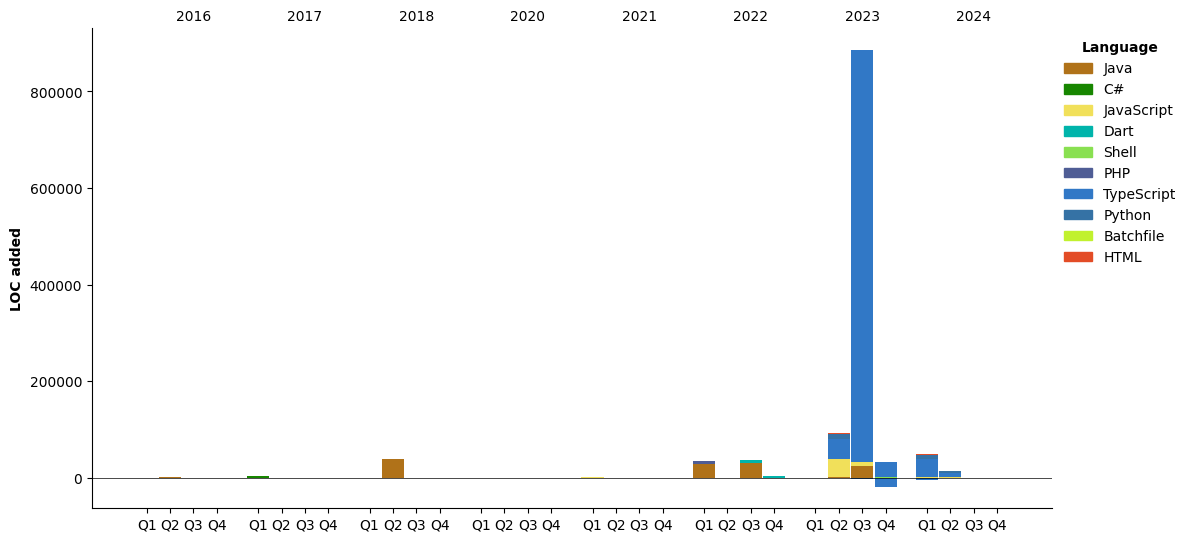 2016 2017 2018 2020 2021 2022 2023 2024
Language
Java
C#
JavaScript
Dart
Shell
PHP
TypeScript
Python
Batchfile
HTML
LOC added
800000
600000
400000
200000
0
Q1 Q2 Q3 Q4 Q1 Q2 Q3 Q4 Q1 Q2 Q3 Q4 Q1 Q2 Q3 Q4 Q1 Q2 Q3 Q4 Q1 Q2 Q3 Q4 Q1 Q2 Q3 Q4 Q1 Q2 Q3 Q4